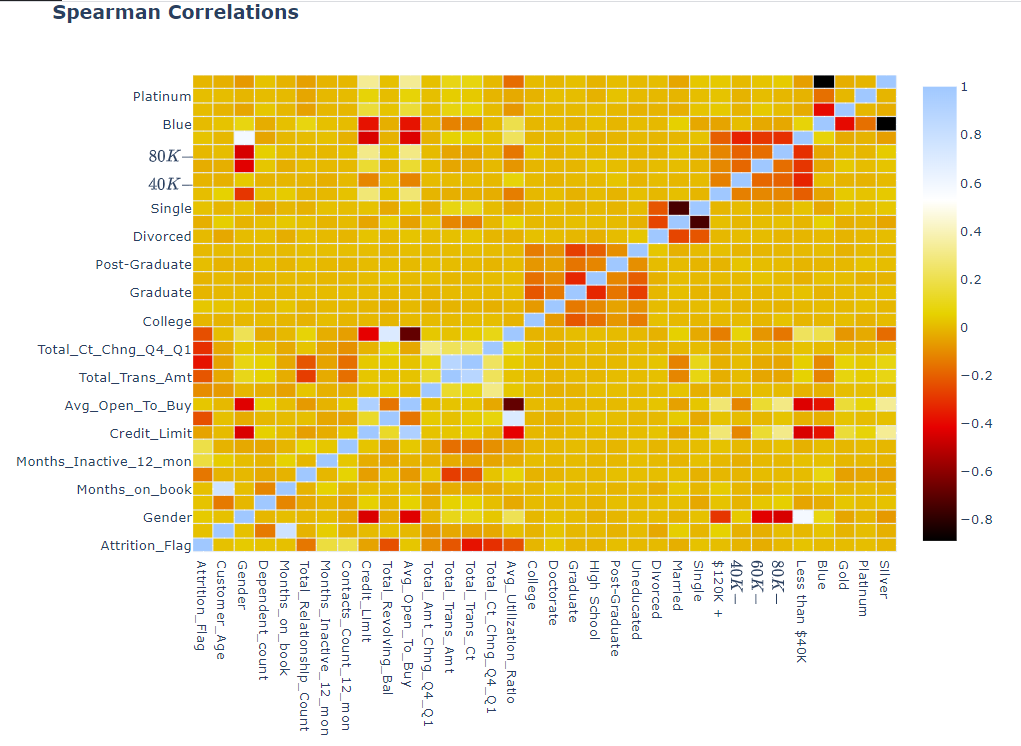 Spearman Correlations
Platinum
Blue
80K–
40K–
Single
Divorced
Post-Graduate
Graduate
College
Total_Ct_Chng_Q4_Q1
Total_Trans_Amt
Avg_Open_To_Buy
Credit_Limit
Months_Inactive_12_mon
Months_on_book
Gender
Attrition_Flag
1
0.8
0.6
0.4
0.2
0
−0.2
−0.4
−0.6
−0.8
Attrition_Flag
Customer_Age
Gender
Dependent_count
Months_on_book
Total_Relationship_Count
Months_Inactive_12_mon
Contacts_Count_12_mon
Credit_Limit
Total_Revolving_Bal
Avg_Open_To_Buy
Total_Amt_Chng_Q4_Q1
Total_Trans_Amt
Total_Trans_Ct
Total_Ct_Chng_Q4_Q1
Avg_Utilization_Ratio
College
Doctorate
Graduate
High School
Post-Graduate
Uneducated
Divorced
Married
Single
$120K +
40K–
60K–
80K–
Less than $40K
Blue
Gold
Platinum
Silver